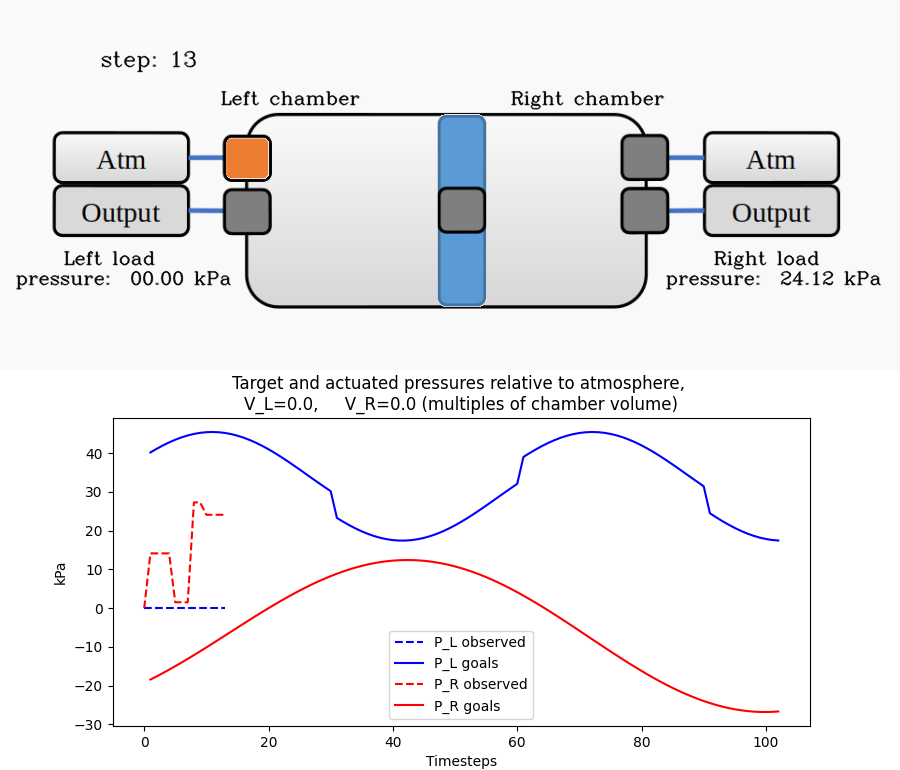 step: 13
Left chamber
Right chamber
Atm
Atm
Output
Output
Left load
pressure: 00.00 kPa
Right load
pressure: 24.12 kPa
Target and actuated pressures relative to atmosphere,
V_L=0.0, V_R=0.0 (multiples of chamber volume)
40
30
20
10
0
−10
−20
−30
kPa
P_L observed
P_L goals
P_R observed
P_R goals
0 20 40 60 80 100
Timesteps